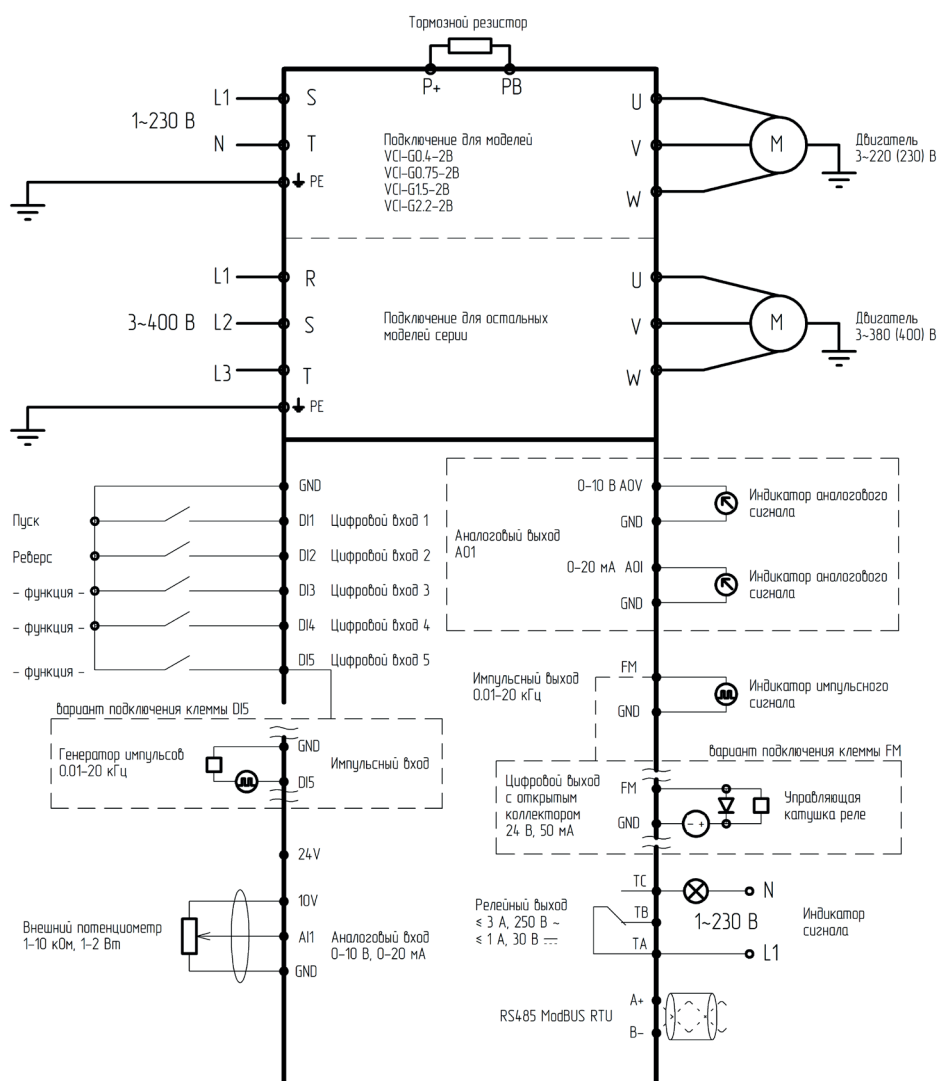 Тормозной резистор
P+
PB
L1
S
1~230 В
N
T
PE
Подключение для моделей
VCI-G0.4-2B
VCI-G0.75-2B
VCI-G1.5-2B
VCI-G2.2-2B
U
V
W
M
Двигатель
3~220 (230) В
L1
R
3~400 В
L2
S
L3
T
PE
Подключение для остальных
моделей серии
U
V
W
M
Двигатель
3~380 (400) В
GND
Пуск
DI1 Цифровой вход 1
Реверс
DI2 Цифровой вход 2
- функция -
DI3 Цифровой вход 3
- функция -
DI4 Цифровой вход 4
- функция -
DI5 Цифровой вход 5
вариант подключения клеммы DI5
Генератор импульсов
0.01-20 кГц
GND
Импульсный вход
DI5
24V
10V
Внешний потенциометр
1-10 кОм, 1-2 Вт
AI1
Аналоговый вход
0-10 В, 0-20 мА
GND
Аналоговый выход
AO1
0-10 В AOV
GND
Индикатор аналогового
сигнала
0-20 мА AOI
GND
Индикатор аналогового
сигнала
Импульсный выход
0.01-20 кГц
FM
GND
Индикатор импульсного
сигнала
вариант подключения клеммы FM
Цифровой выход
с открытым
коллектором
24 В, 50 мА
FM
GND
- +
Управляющая
катушка реле
Релейный выход
≤ 3 А, 250 В ~
≤ 1 А, 30 В ⎓
TC
TB
TA
N
1~230 В
L1
Индикатор
сигнала
RS485 ModBUS RTU
A+
B-